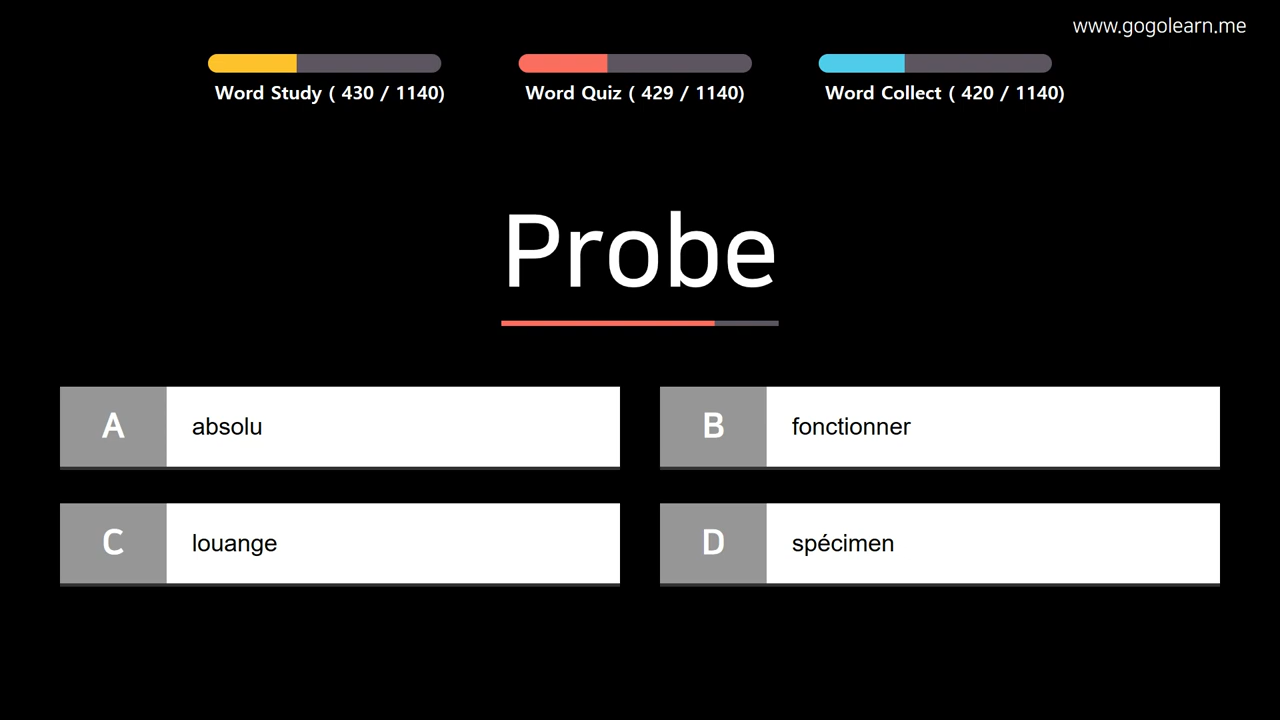 www.gogolearn.me
Word Study ( 430 / 1140)
Word Quiz ( 429 / 1140)
Word Collect ( 420 / 1140)
Probe
A absolu
B fonctionner
C louange
D spécimen